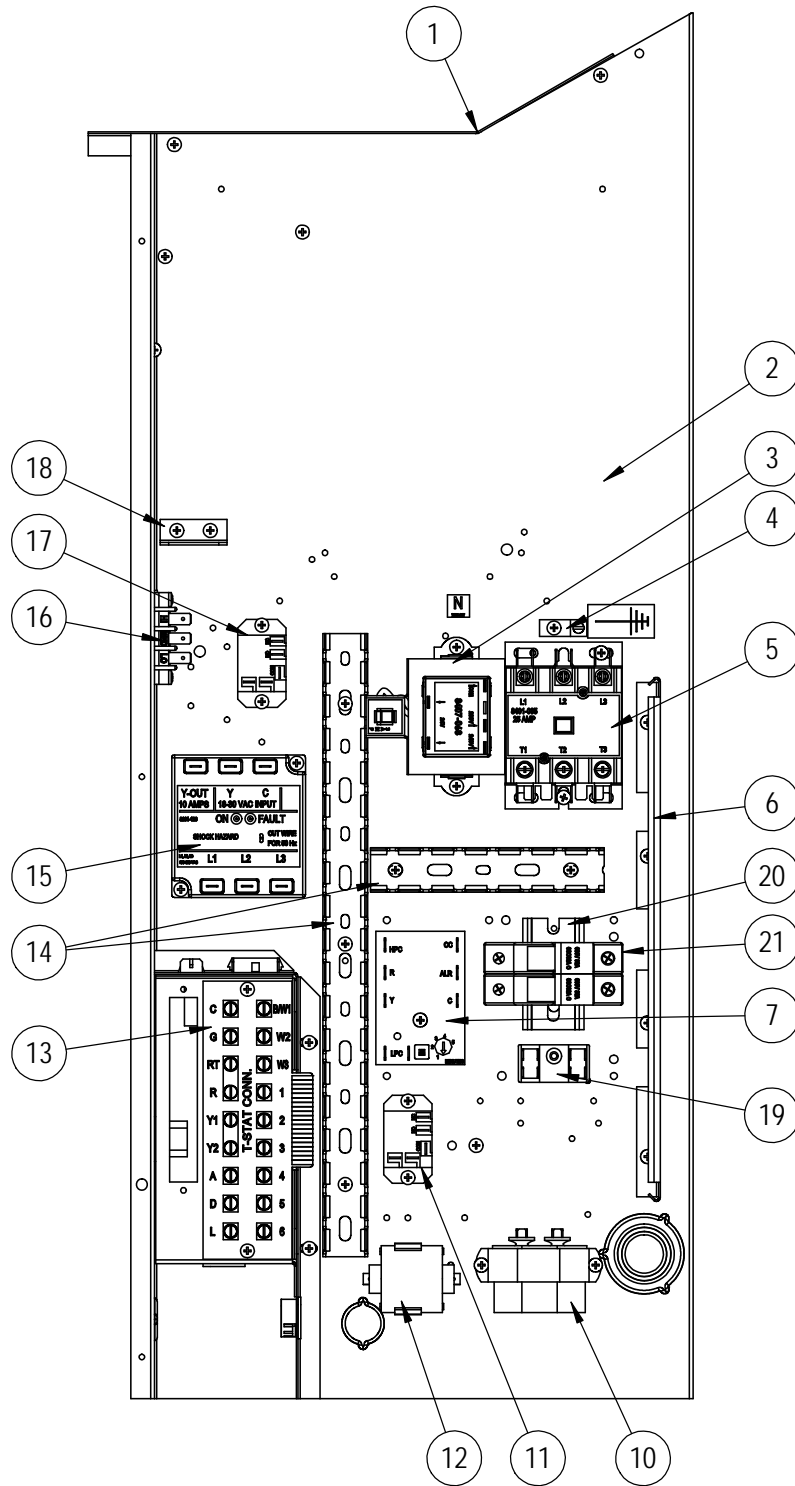 1
2
3
18
4
17
N
16
5
L1 L2 L3
25 AMP
T1 T2 T3
6
Y-OUT Y C
10 AMPS 18-30 VAC INPUT
ON FAULT
SHOCK HAZARD CUT WIRE
FOR 50 Hz
L1 L2 L3
15
20
14
21
HPC CC
R ALR
Y C
LPC
7
13
T-STAT CONN.
C B/W1
G W2
RT W3
R 1
Y1 2
Y2 3
A 4
D 5
L 6
19
12
11
10